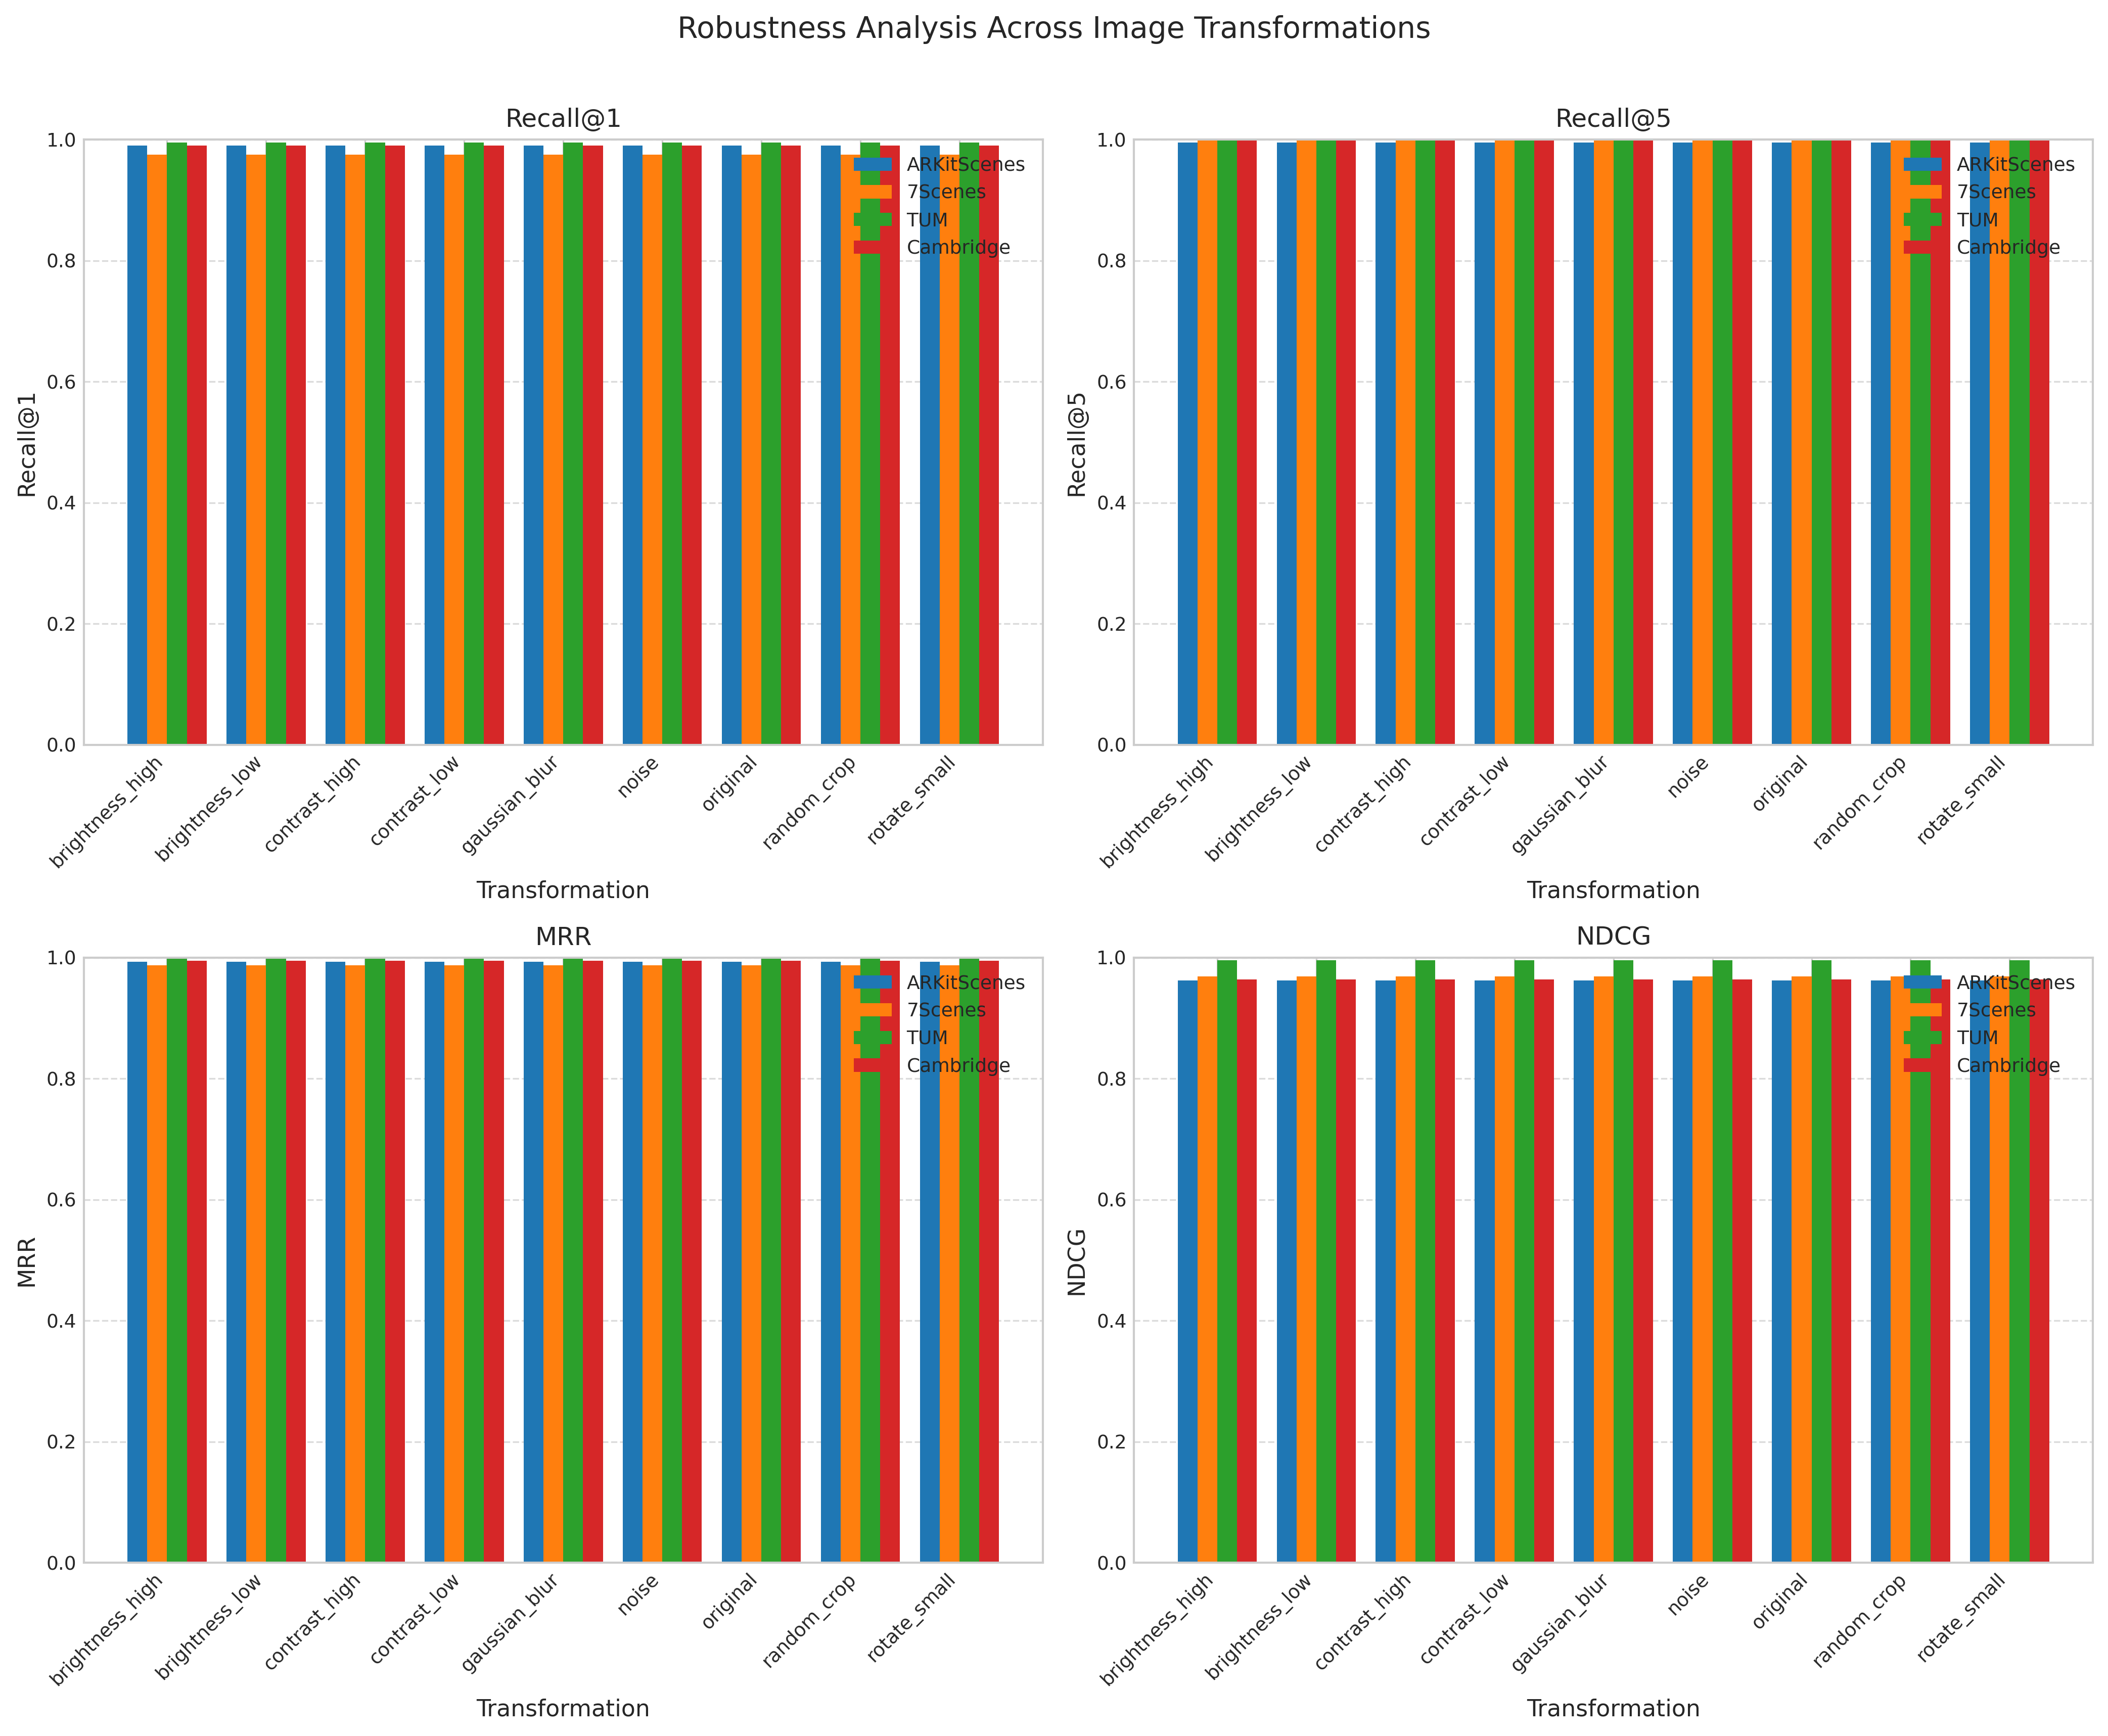 Robustness Analysis Across Image Transformations
Recall@1
Recall@1
1.0
0.8
0.6
0.4
0.2
0.0
ARKitScenes
7Scenes
TUM
Cambridge
brightness_high
brightness_low
contrast_high
contrast_low
gaussian_blur
noise
original
random_crop
rotate_small
Transformation
Recall@5
Recall@5
1.0
0.8
0.6
0.4
0.2
0.0
ARKitScenes
7Scenes
TUM
Cambridge
brightness_high
brightness_low
contrast_high
contrast_low
gaussian_blur
noise
original
random_crop
rotate_small
Transformation
MRR
MRR
1.0
0.8
0.6
0.4
0.2
0.0
ARKitScenes
7Scenes
TUM
Cambridge
brightness_high
brightness_low
contrast_high
contrast_low
gaussian_blur
noise
original
random_crop
rotate_small
Transformation
NDCG
NDCG
1.0
0.8
0.6
0.4
0.2
0.0
ARKitScenes
7Scenes
TUM
Cambridge
brightness_high
brightness_low
contrast_high
contrast_low
gaussian_blur
noise
original
random_crop
rotate_small
Transformation